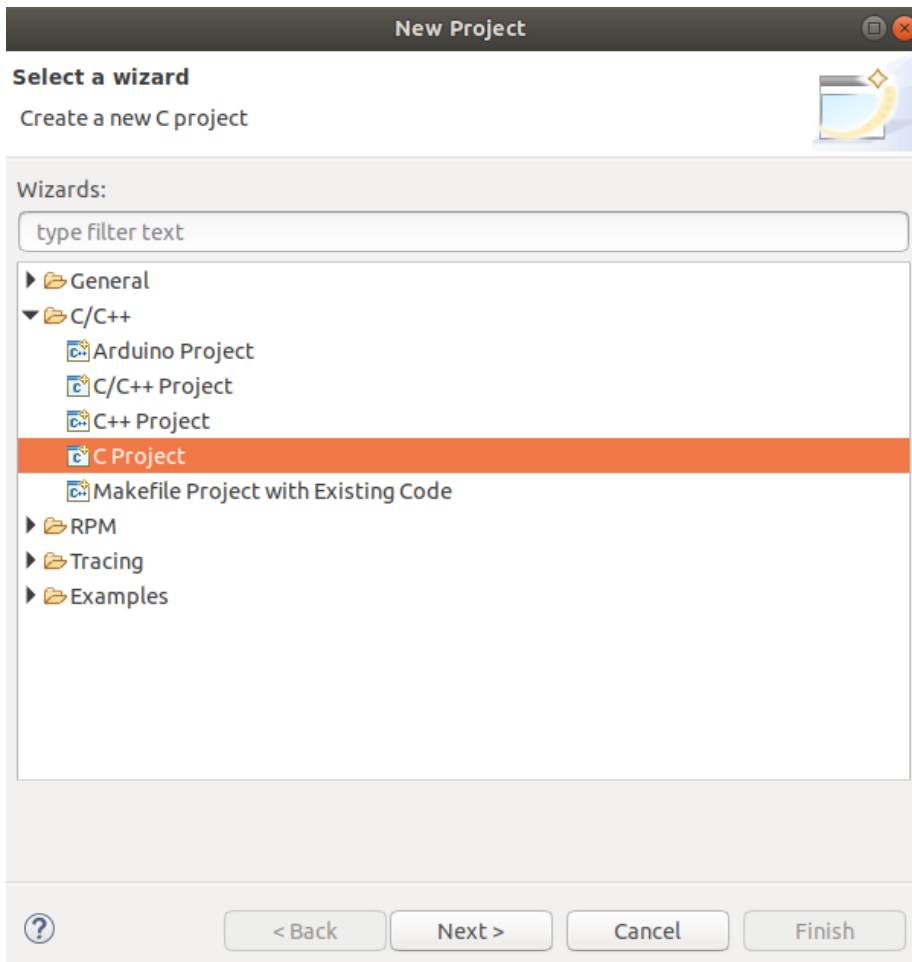 New Project
Select a wizard
Create a new C project
Wizards:
type filter text
General
C/C++
Arduino Project
C/C++ Project
C++ Project
C Project
Makefile Project with Existing Code
RPM
Tracing
Examples
? < Back Next > Cancel Finish